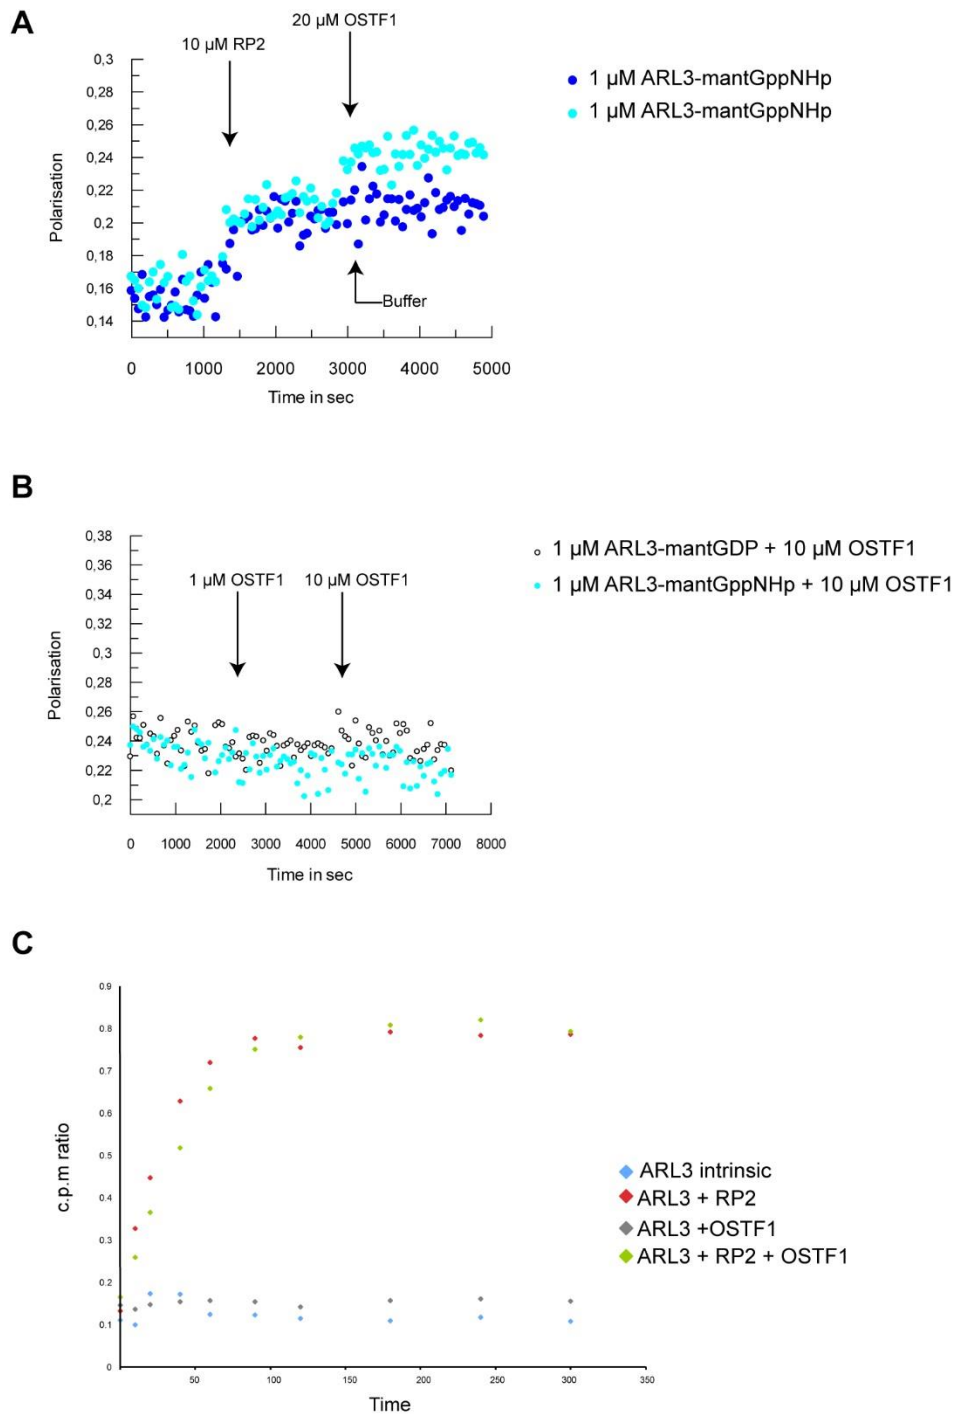 A
20 µM OSTF1
10 µM RP2
0,3
0,28
0,26
0,24
0,22
0,2
0,18
0,16
0,14
Polarisation
Buffer
0 1000 2000 3000 4000 5000
Time in sec
1 µM ARL3-mantGppNHp
1 µM ARL3-mantGppNHp
B
0,38
0,36
0,34
0,32
0,3
0,28
0,26
0,24
0,22
0,2
Polarisation
1 µM OSTF1 10 µM OSTF1
0 1000 2000 3000 4000 5000 6000 7000 8000
Time in sec
1 µM ARL3-mantGDP + 10 µM OSTF1
1 µM ARL3-mantGppNHp + 10 µM OSTF1
C
0.9
0.8
0.7
0.6
0.5
0.4
0.3
0.2
0.1
0
c.p.m ratio
50 100 150 200 250 300 350
Time
ARL3 intrinsic
ARL3 + RP2
ARL3 +OSTF1
ARL3 + RP2 + OSTF1